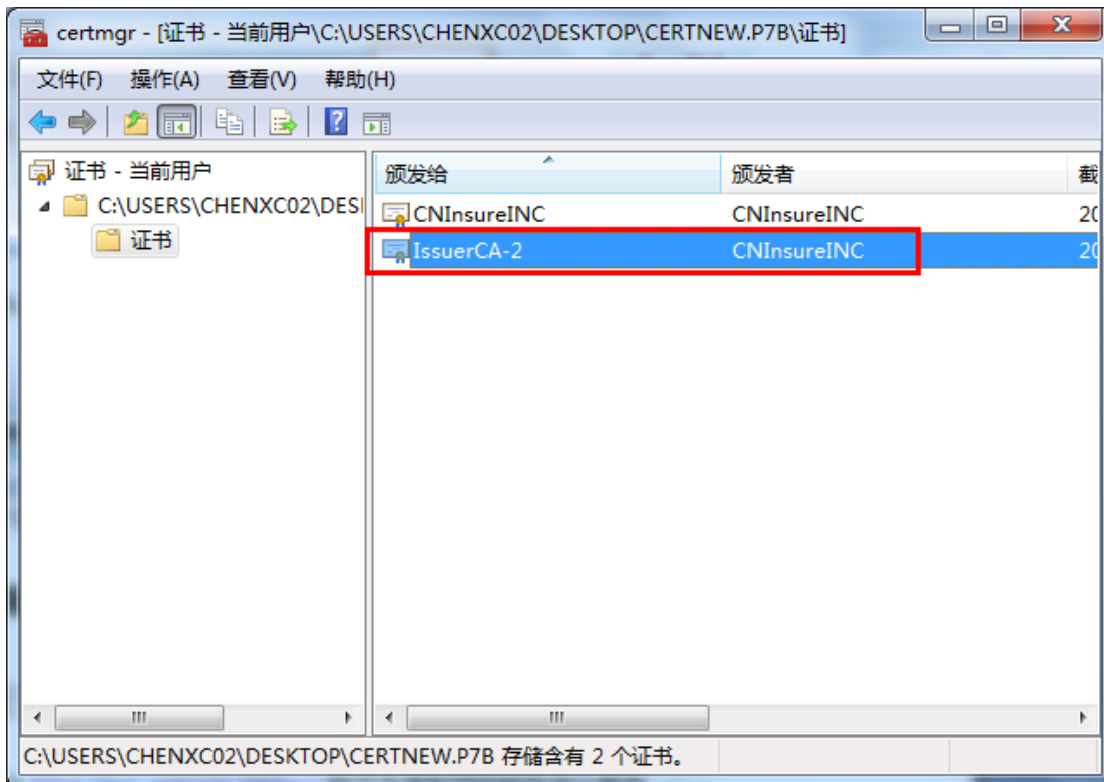 certmgr - [证书 - 当前用户\C:\USERS\CHENXC02\DESKTOP\CERTNEW.P7B\证书]
文件(F) 操作(A) 查看(V) 帮助(H)
证书 - 当前用户
C:\USERS\CHENXC02\DESI
证书
颁发给 颁发者 截
CNInsureINC CNInsureINC 20
IssuerCA-2 CNInsureINC 20
C:\USERS\CHENXC02\DESKTOP\CERTNEW.P7B 存储含有 2 个证书。